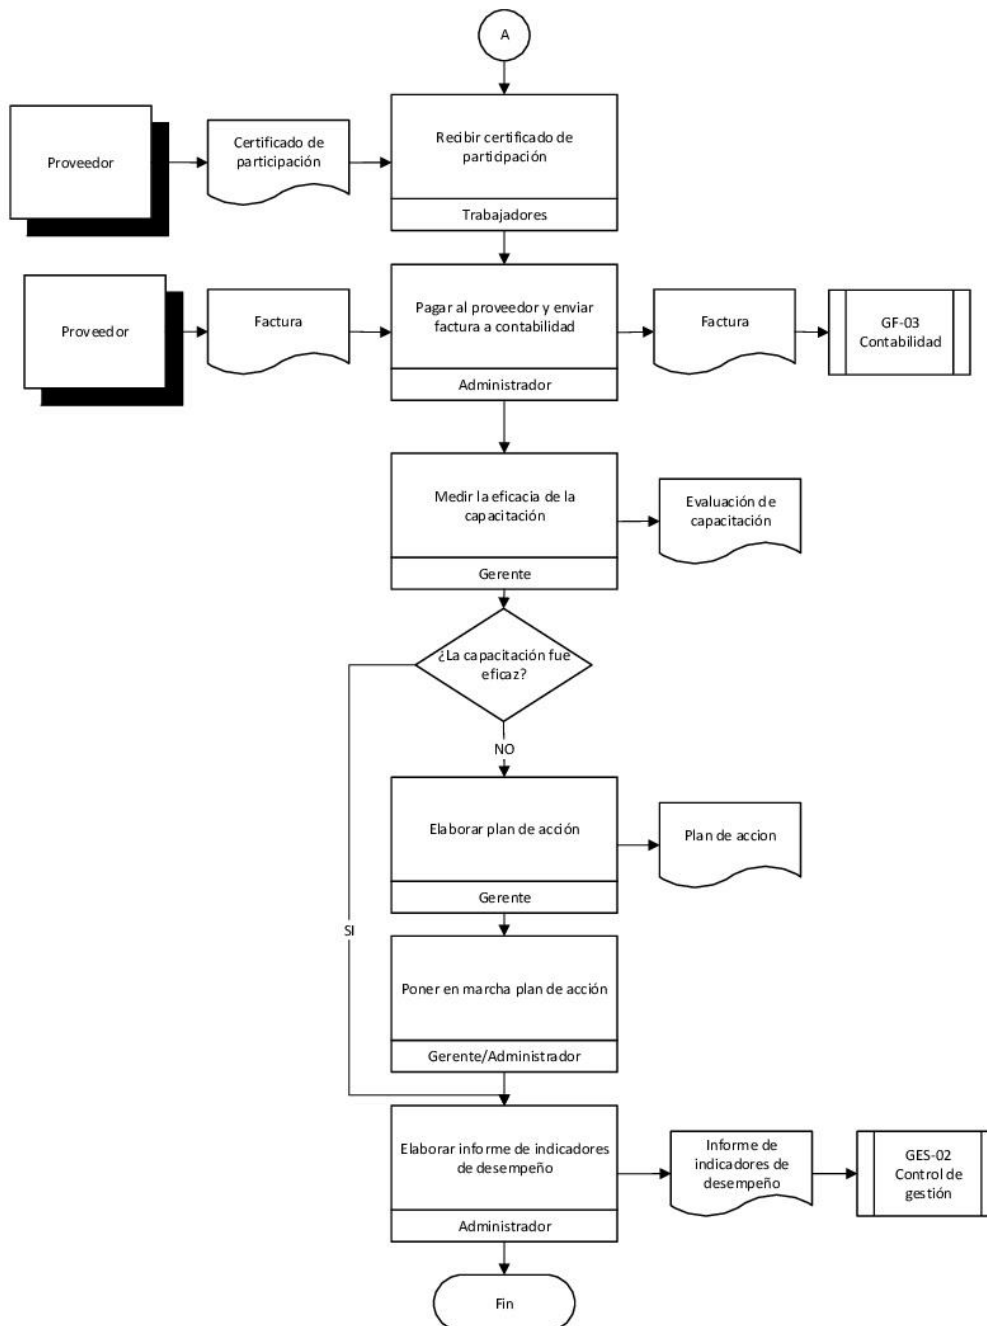 A
Proveedor
Certificado de
participación
Recibir certificado de
participación
Trabajadores
Proveedor
Factura
Pagar al proveedor y enviar
factura a contabilidad
Administrador
Factura
GF-03
Contabilidad
Medir la eficacia de la
capacitación
Gerente
Evaluación de
capacitación
¿La capacitación fue
eficaz?
NO
Elaborar plan de acción
Gerente
Plan de accion
SI
Poner en marcha plan de acción
Gerente/Administrador
Elaborar informe de indicadores
de desempeño
Administrador
Informe de
indicadores de
desempeño
GES-02
Control de
gestión
Fin